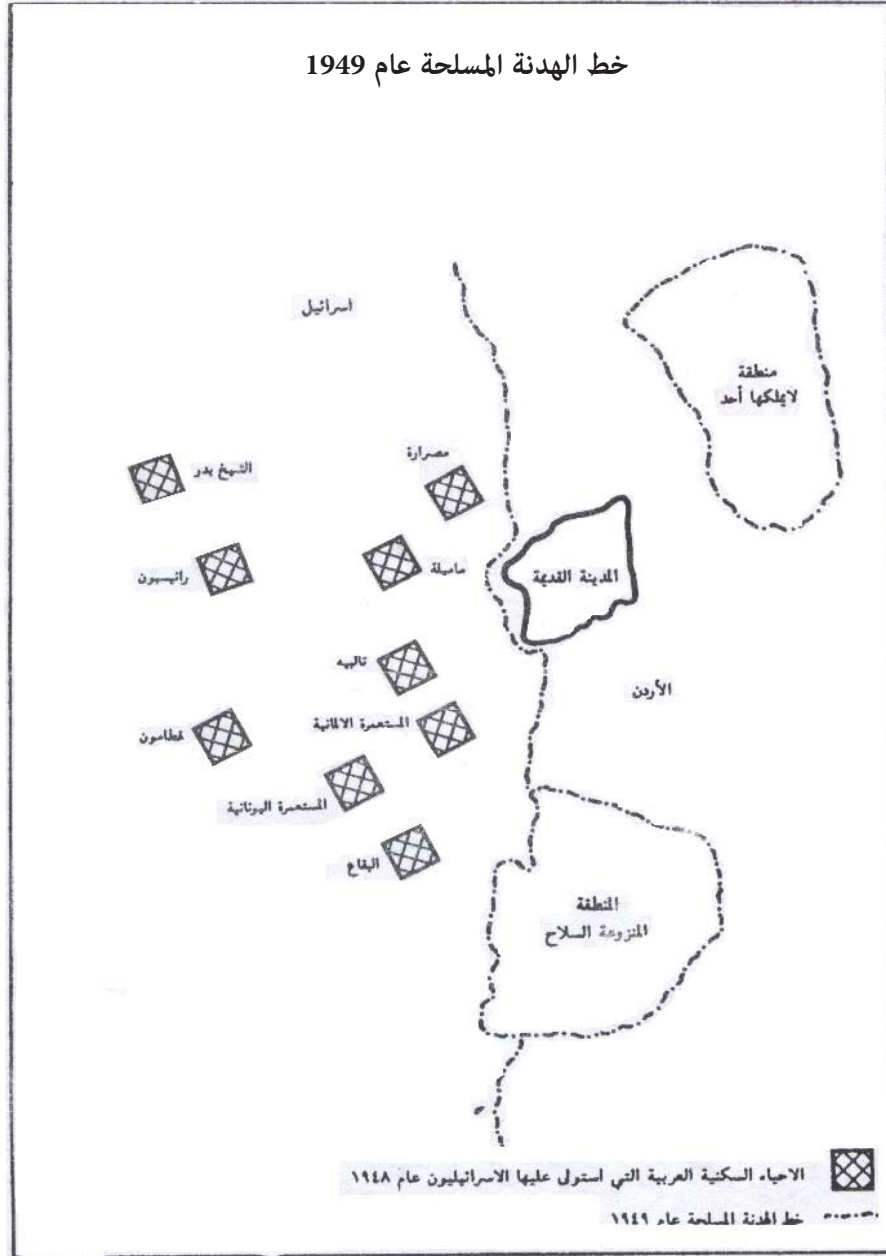 خط الهدنة المسلحة عام 1949
اسرائيل
منطقة
لايملكها أحد
مصرارة
الشيخ بدر
ماميلة
راتيسبون
المدينة القديمة
تالبيه
الأردن
المستعمرة الالمانية
قطامون
المستعمرة اليونانية
البقاع
المنطقة
المنزوعة السلاح
الاحياء السكنية العربية التي استولى عليها الاسرائيليون عام ١٩٤٨
خط الهدنة المسلحة عام ١٩٤٩